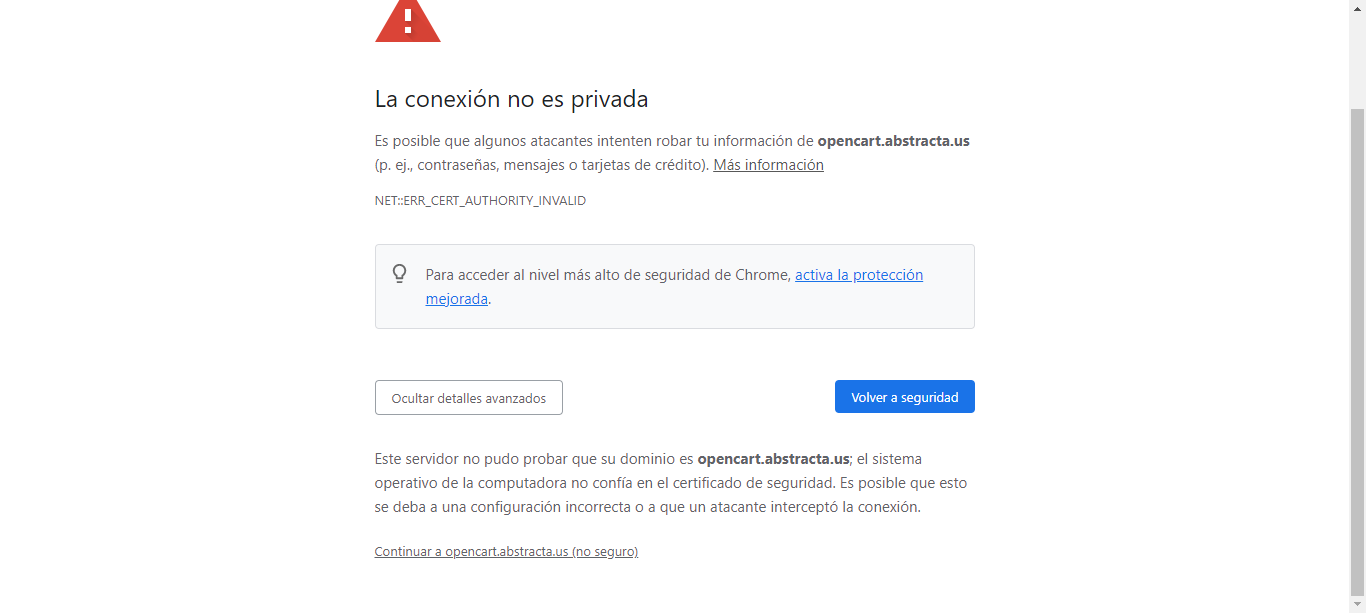 La conexión no es privada
Es posible que algunos atacantes intenten robar tu información de opencart.abstracta.us
(p. ej., contraseñas, mensajes o tarjetas de crédito). Más información
NET::ERR_CERT_AUTHORITY_INVALID
Para acceder al nivel más alto de seguridad de Chrome, activa la protección
mejorada.
Ocultar detalles avanzados
Volver a seguridad
Este servidor no pudo probar que su dominio es opencart.abstracta.us; el sistema
operativo de la computadora no confía en el certificado de seguridad. Es posible que esto
se deba a una configuración incorrecta o a que un atacante interceptó la conexión.
Continuar a opencart.abstracta.us (no seguro)